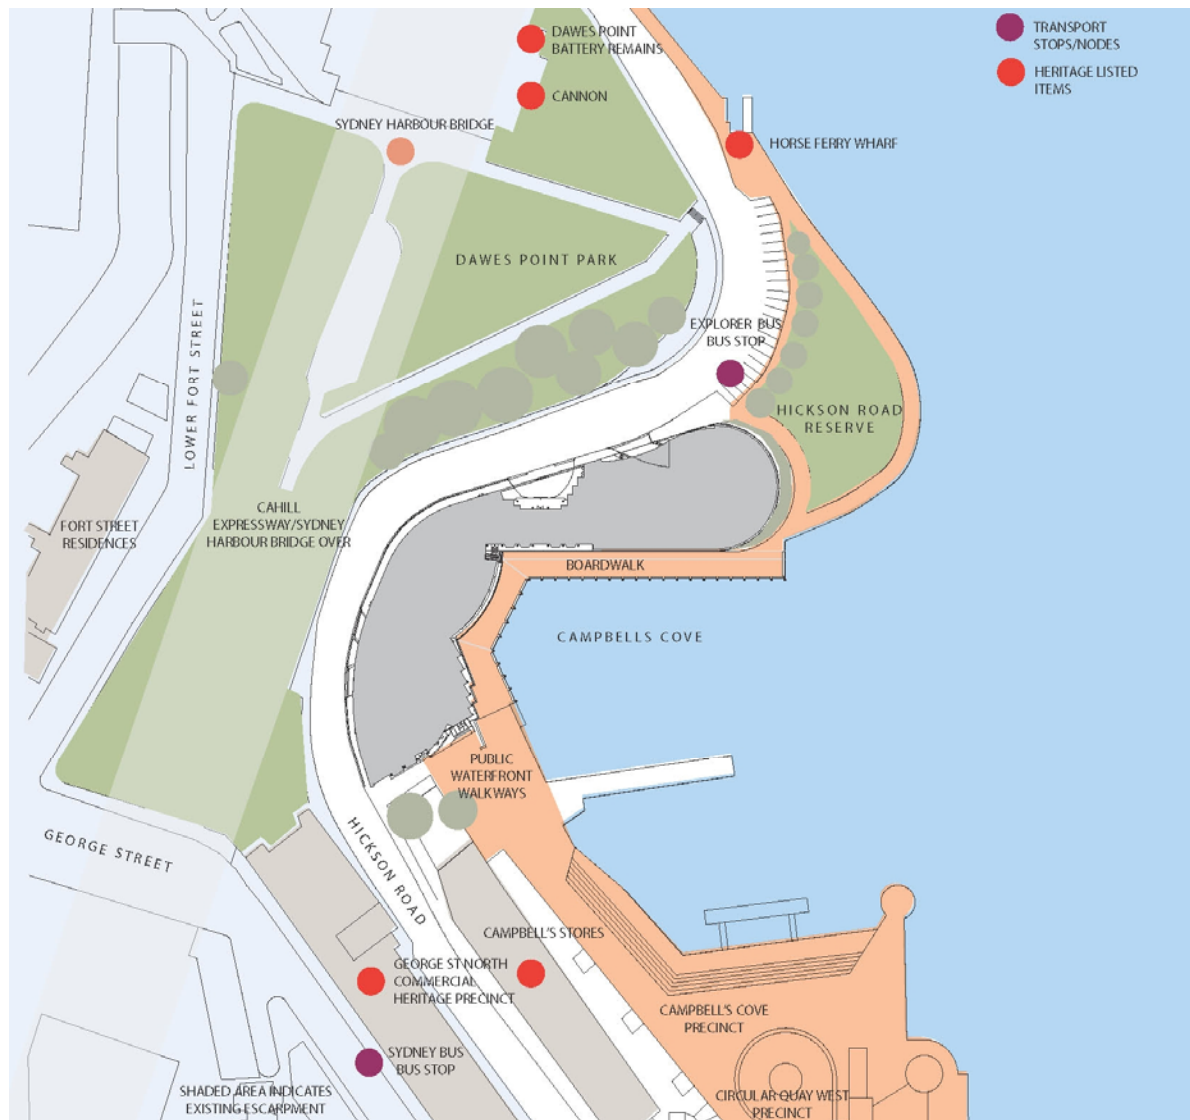 DAWES POINT
BATTERY REMAINS
TRANSPORT
STOPS/NODES
HERITAGE LISTED
ITEMS
CANNON
SYDNEY HARBOUR BRIDGE
HORSE FERRY WHARF
DAWES POINT PARK
LOWER FORT STREET
EXPLORER BUS
BUS STOP
HICKSON ROAD
RESERVE
CAHILL
EXPRESSWAY/SYDNEY
HARBOUR BRIDGE OVER
FORT STREET
RESIDENCES
BOARDWALK
CAMPBELLS COVE
PUBLIC
WATERFRONT
WALKWAYS
GEORGE STREET
HICKSON ROAD
CAMPBELL'S STORES
GEORGE ST NORTH
COMMERCIAL
HERITAGE PRECINCT
CAMPBELL'S COVE
PRECINCT
SYDNEY BUS
BUS STOP
SHADED AREA INDICATES
EXISTING ESCARPMENT
CIRCULAR QUAY WEST
PRECINCT